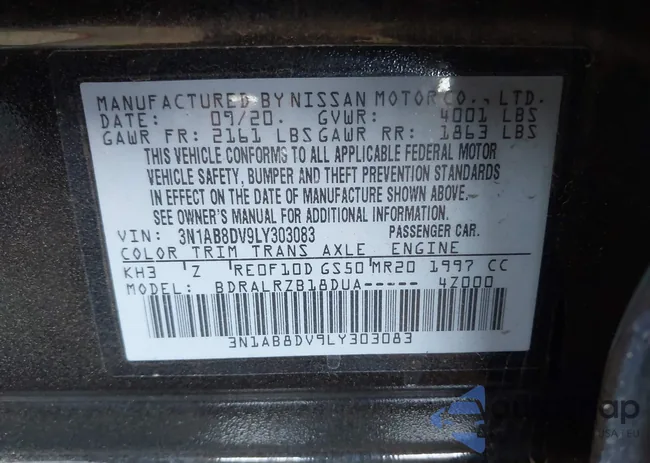 MANUFACTURED BY NISSAN MOTOR CO., LTD.
DATE: 09/20. GVWR: 4001 LBS
GAWR FR: 2161 LBS GAWR RR: 1863 LBS
THIS VEHICLE CONFORMS TO ALL APPLICABLE FEDERAL MOTOR
VEHICLE SAFETY, BUMPER AND THEFT PREVENTION STANDARDS
IN EFFECT ON THE DATE OF MANUFACTURE SHOWN ABOVE.
SEE OWNER'S MANUAL FOR ADDITIONAL INFORMATION.
VIN: 3N1AB8DV9LY303083 PASSENGER CAR.
COLOR TRIM TRANS AXLE ENGINE
KH3 Z RE0F10D GS50 MR20 1997 CC
MODEL: BDRALRZB18DUA----- 4Z000
3N1AB8DV9LY303083